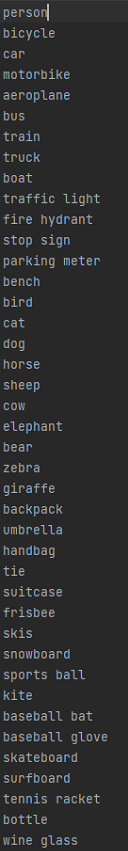 person
bicycle
car
motorbike
aeroplane
bus
train
truck
boat
traffic light
fire hydrant
stop sign
parking meter
bench
bird
cat
dog
horse
sheep
cow
elephant
bear
zebra
giraffe
backpack
umbrella
handbag
tie
suitcase
frisbee
skis
snowboard
sports ball
kite
baseball bat
baseball glove
skateboard
surfboard
tennis racket
bottle
wine glass